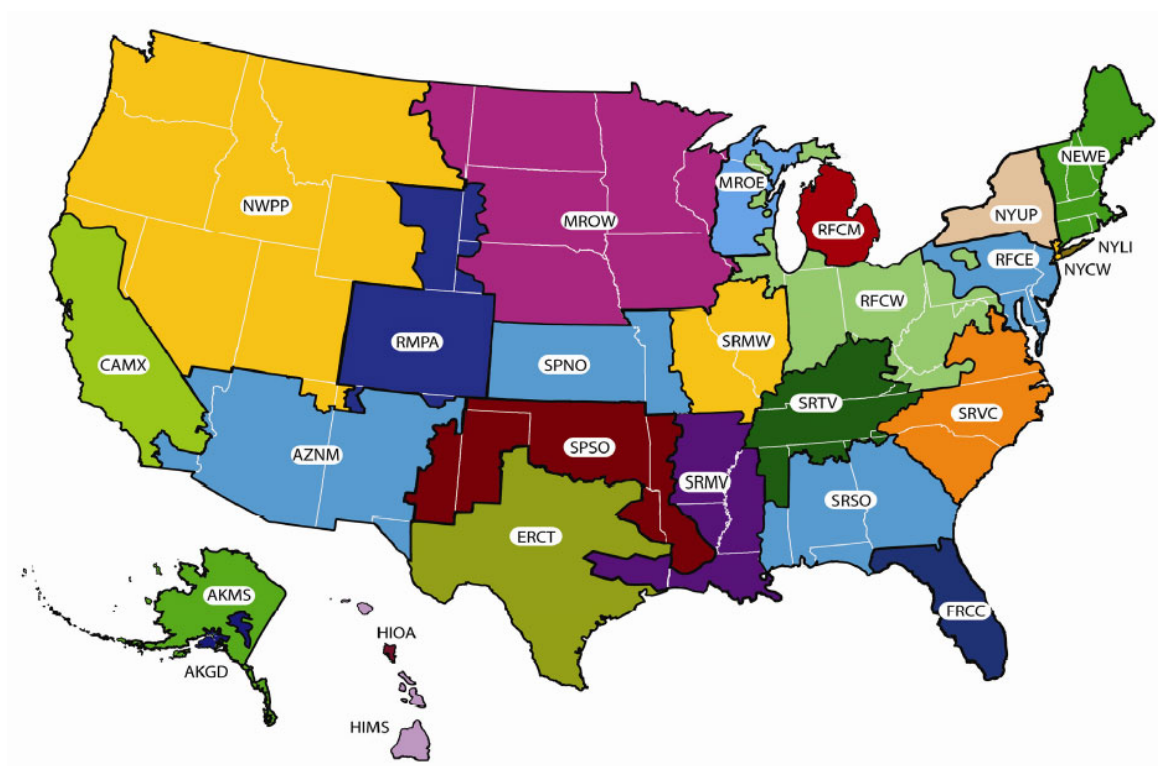 NEWE
MROE
NWPP
NYUP
MROW
RFCM
NYLI
RFCE
NYCW
RFCW
RMPA
SRMW
CAMX
SPNO
SRTV
SRVC
AZNM
SPSO
SRMV
SRSO
ERCT
AKMS
FRCC
HIOA
AKGD
HIMS